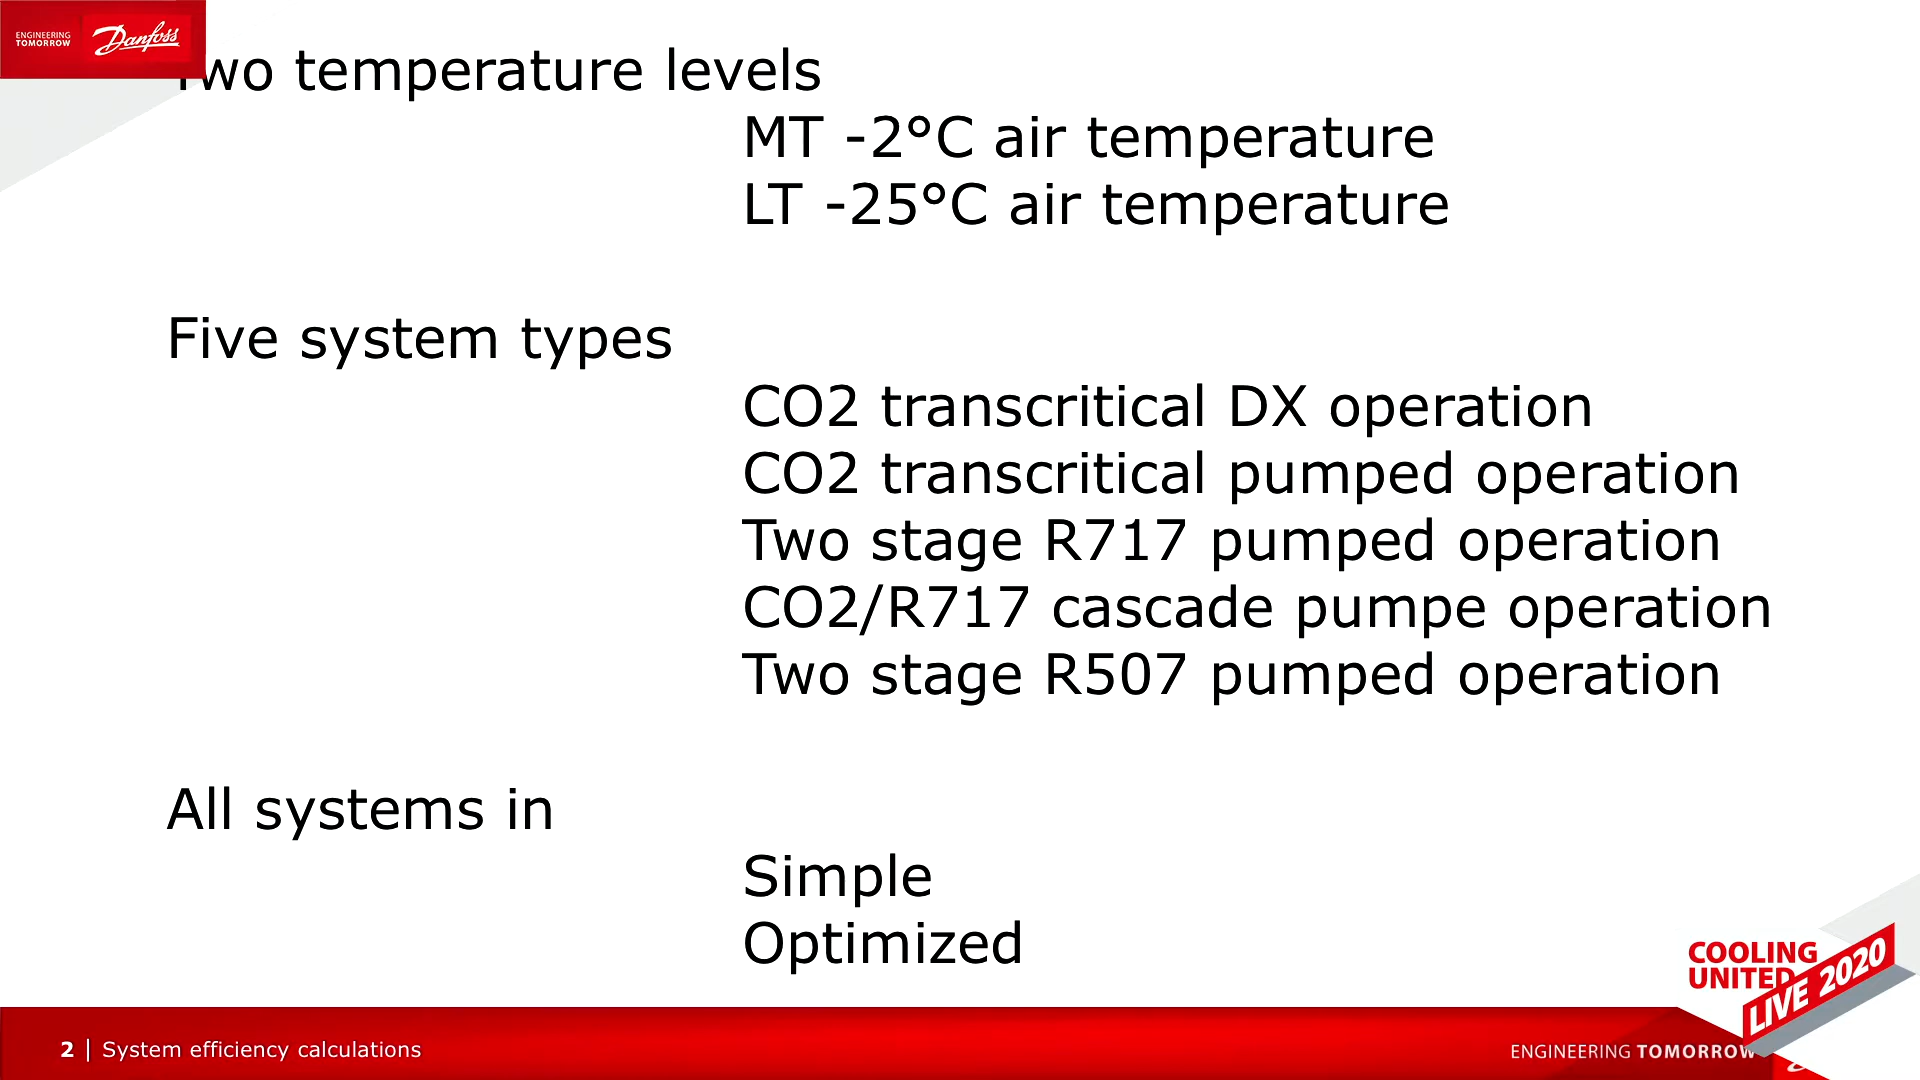 ENGINEERING
TOMORROW
Danfoss
Two temperature levels
MT -2°C air temperature
LT -25°C air temperature
Five system types
CO2 transcritical DX operation
CO2 transcritical pumped operation
Two stage R717 pumped operation
CO2/R717 cascade pumpe operation
Two stage R507 pumped operation
All systems in
Simple
Optimized
COOLING
UNITED
LIVE 2020
2 | System efficiency calculations
ENGINEERING TOMORROW